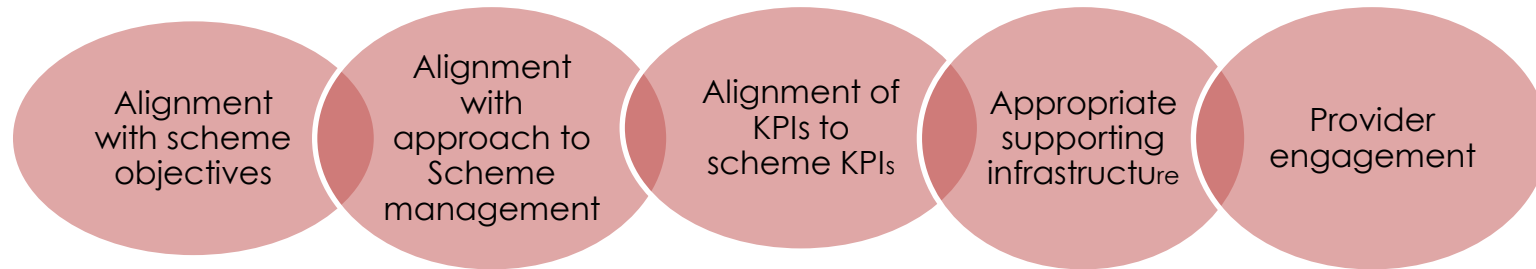 Alignment
with scheme
objectives
Alignment
with
approach to
Scheme
management
Alignment of
KPIs to
scheme KPIs
Appropriate
supporting
infrastructure
Provider
engagement